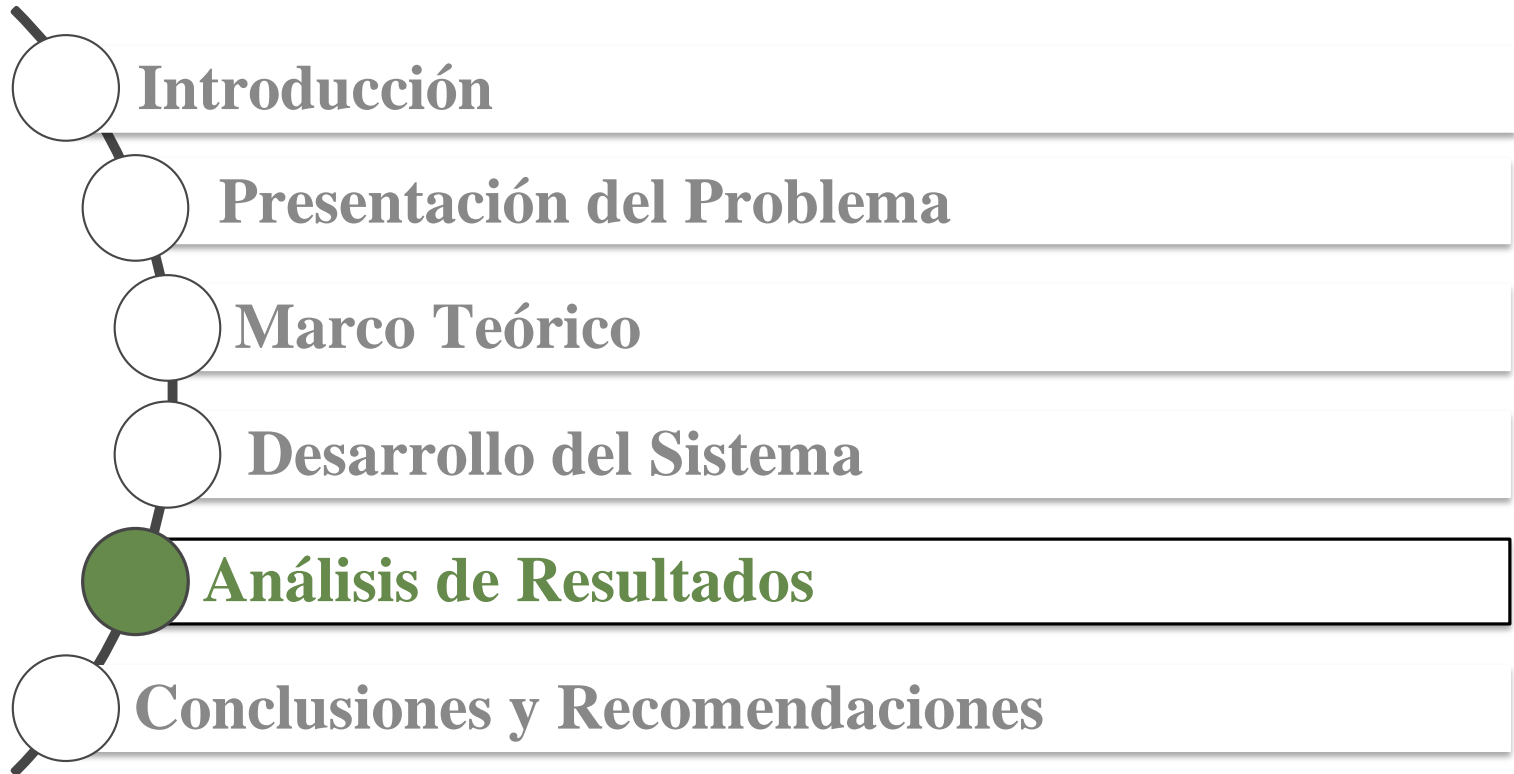 Introducción
Presentación del Problema
Marco Teórico
Desarrollo del Sistema
Análisis de Resultados
Conclusiones y Recomendaciones